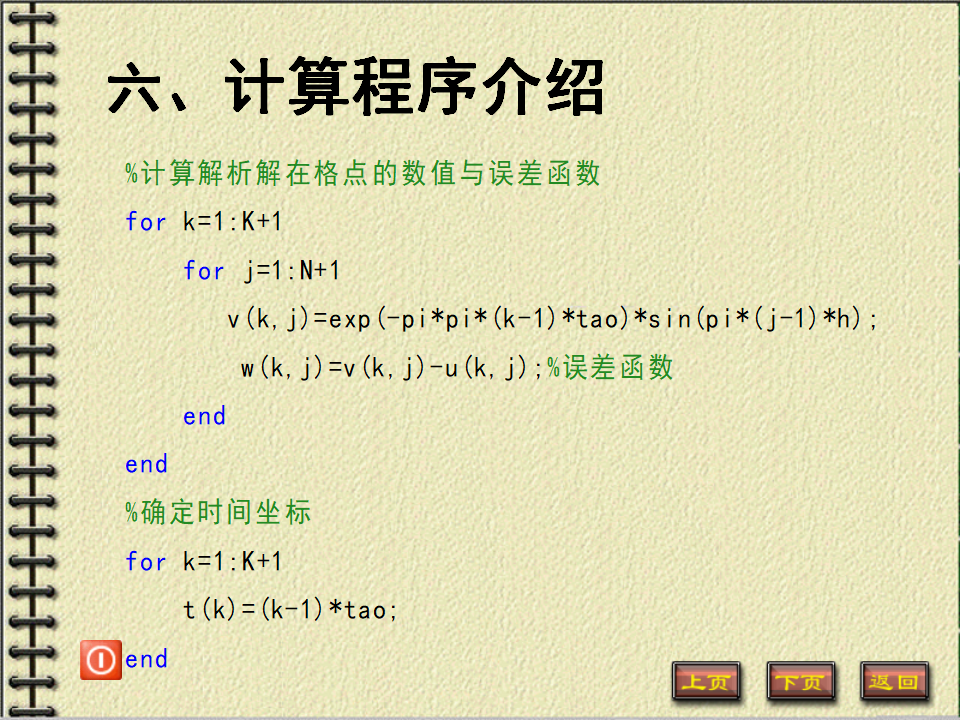 六、计算程序介绍
%计算解析解在格点的数值与误差函数
for k=1:K+1
for j=1:N+1
v(k,j)=exp(-pi*pi*(k-1)*tao)*sin(pi*(j-1)*h);
w(k,j)=v(k,j)-u(k,j);%误差函数
end
end
%确定时间坐标
for k=1:K+1
t(k)=(k-1)*tao;
end
上页 下页 返回